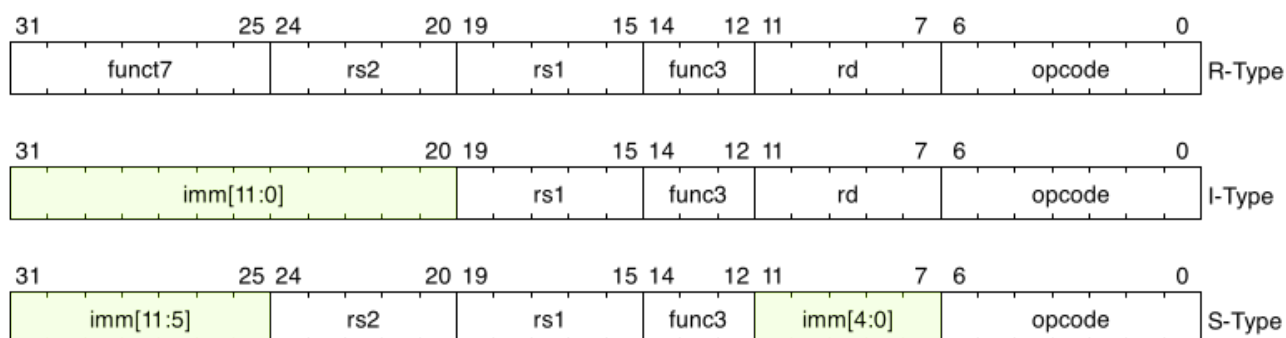 31 25 24 20 19 15 14 12 11 7 6 0
funct7 rs2 rs1 func3 rd opcode R-Type
31 20 19 15 14 12 11 7 6 0
imm[11:0] rs1 func3 rd opcode I-Type
31 25 24 20 19 15 14 12 11 7 6 0
imm[11:5] rs2 rs1 func3 imm[4:0] opcode S-Type